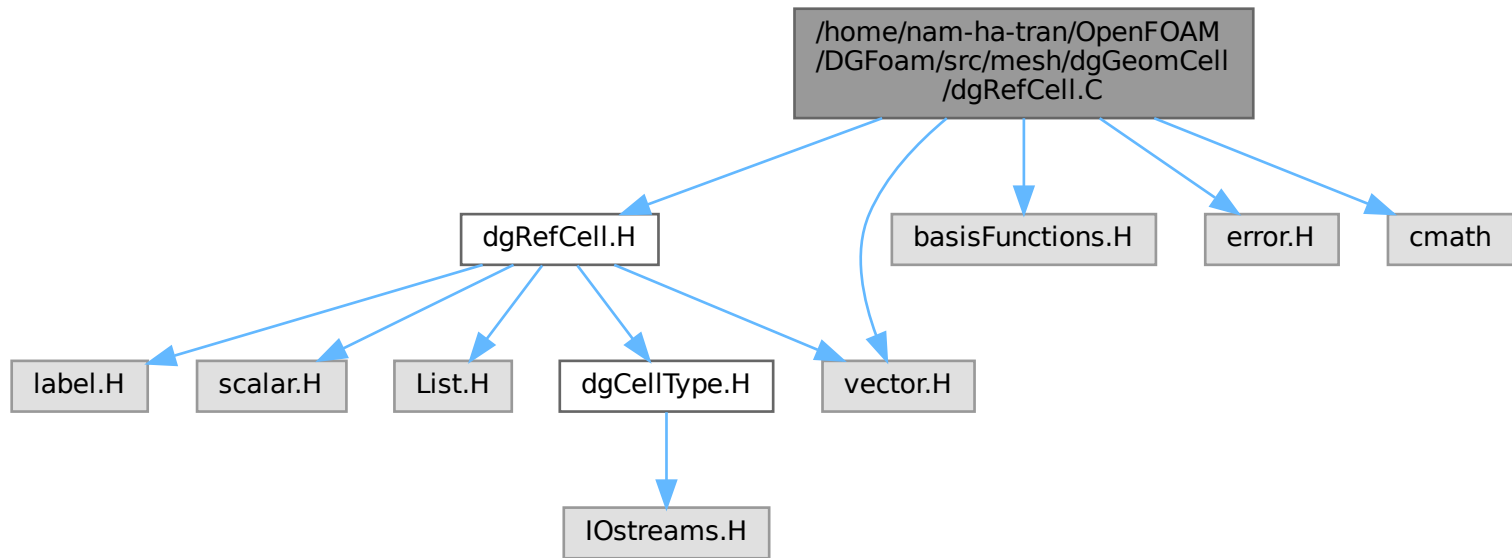 /home/nam-ha-tran/OpenFOAM
/DGFoam/src/mesh/dgGeomCell
/dgRefCell.C
dgRefCell.H
basisFunctions.H
error.H
cmath
label.H
scalar.H
List.H
dgCellType.H
vector.H
IOstreams.H